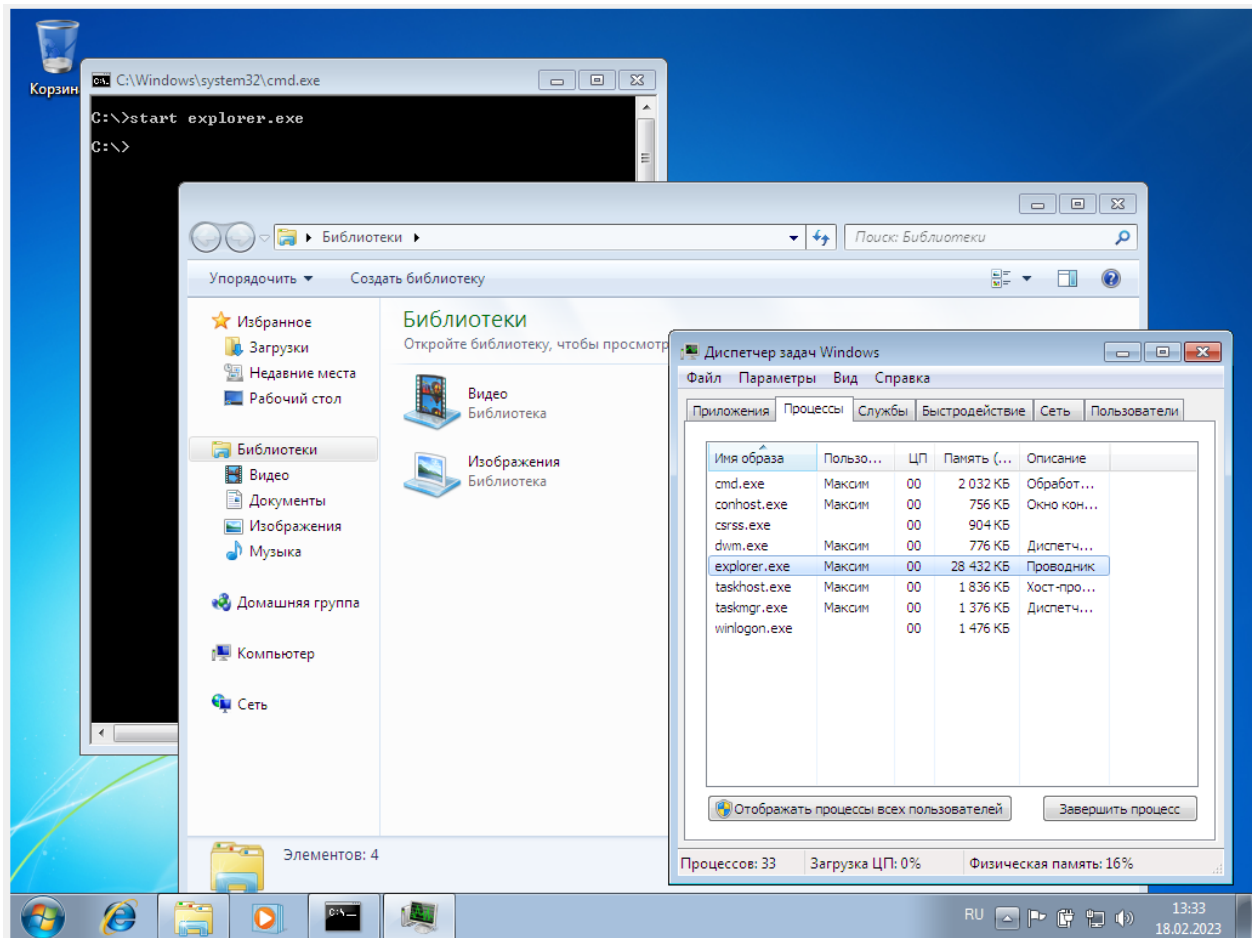 Корзин
C:\Windows\system32\cmd.exe
C:\>start explorer.exe
C:\>
Библиотеки
Поиск: Библиотеки
Упорядочить
Создать библиотеку
Избранное
Загрузки
Недавние места
Рабочий стол
Библиотеки
Видео
Документы
Изображения
Музыка
Домашняя группа
Компьютер
Сеть
Библиотеки
Откройте библиотеку, чтобы просмотр
Видео
Библиотека
Изображения
Библиотека
Элементов: 4
Диспетчер задач Windows
Файл Параметры Вид Справка
Приложения Процессы Службы Быстродействие Сеть Пользователи
Имя образа Пользо... ЦП Память (... Описание
cmd.exe Максим 00 2 032 КБ Обработ...
conhost.exe Максим 00 756 КБ Окно кон...
csrss.exe 00 904 КБ
dwm.exe Максим 00 776 КБ Диспетч...
explorer.exe Максим 00 28 432 КБ Проводник
taskhost.exe Максим 00 1 836 КБ Хост-про...
taskmgr.exe Максим 00 1 376 КБ Диспетч...
winlogon.exe 00 1 476 КБ
Отображать процессы всех пользователей
Завершить процесс
Процессов: 33 Загрузка ЦП: 0% Физическая память: 16%
C:\_
RU
13:33
18.02.2023